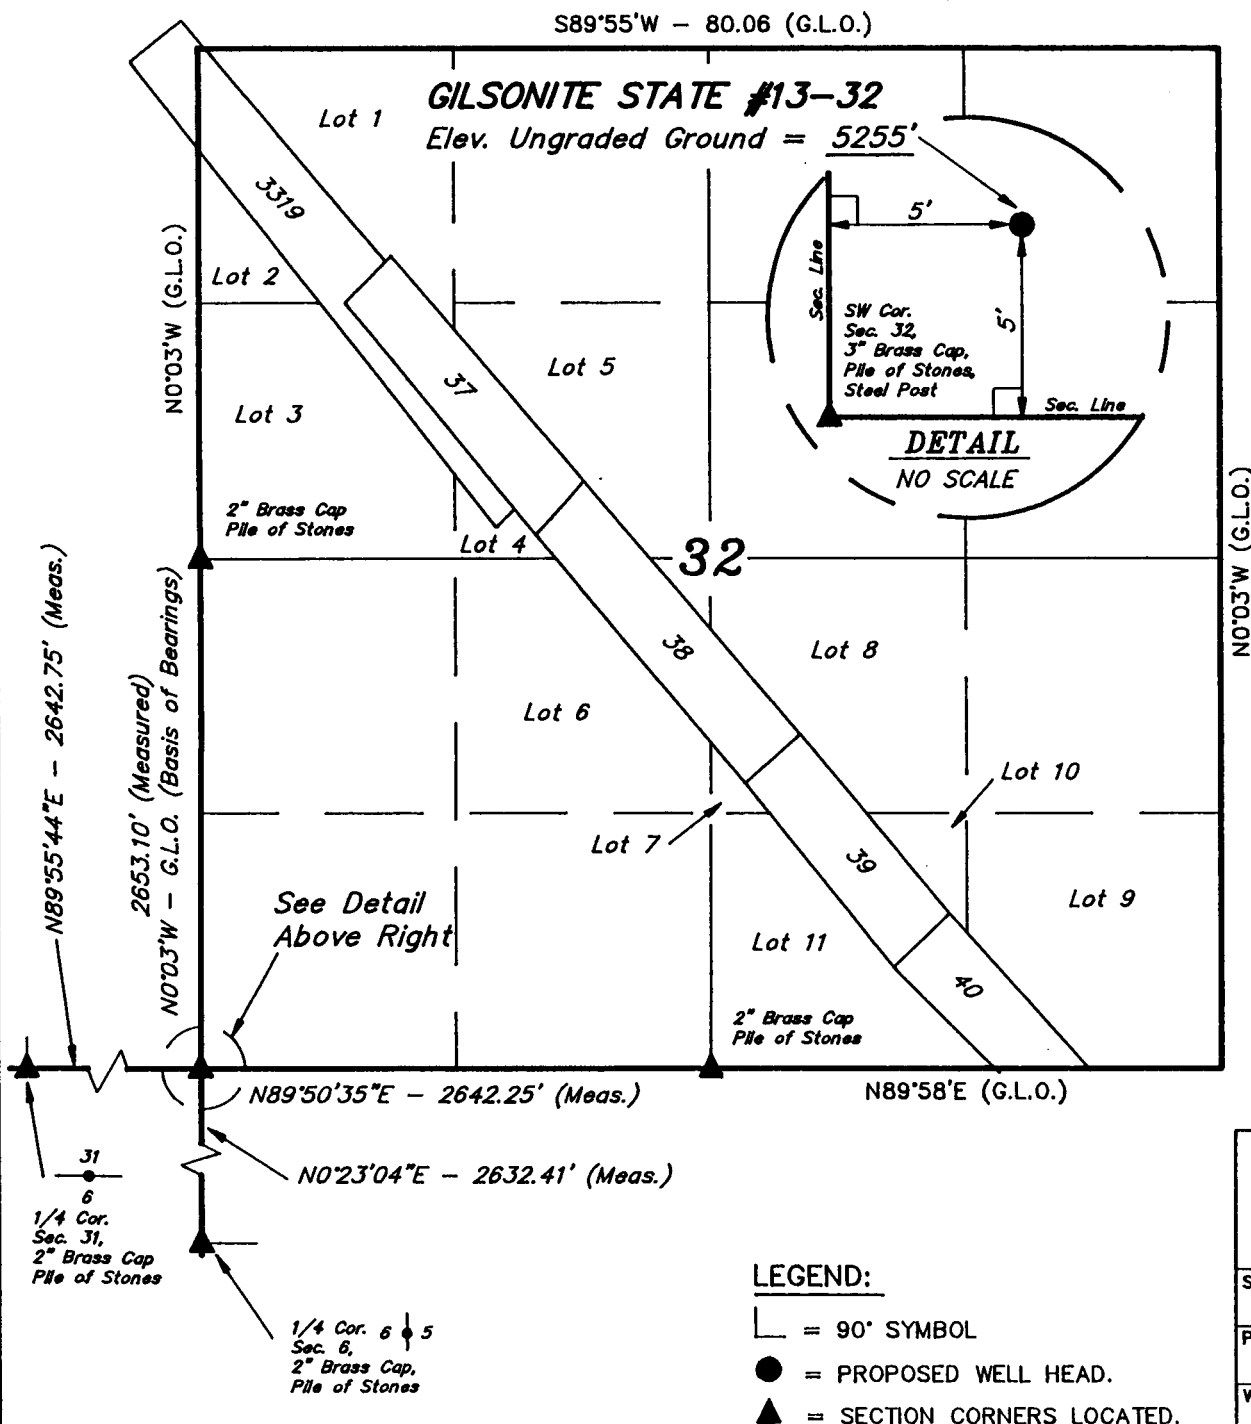 S89°55'W - 80.06 (G.L.O.)
GILSONITE STATE #13-32
Elev. Ungraded Ground = 5255'
Lot 1
3319
Lot 2
N0°03'W (G.L.O.)
5'
Sec. Line
5'
SW Cor.
Sec. 32,
3" Brass Cap,
Pile of Stones,
Steel Post
Sec. Line
DETAIL
NO SCALE
Lot 5
37
Lot 3
2" Brass Cap
Pile of Stones
Lot 4
32
N0°03'W (G.L.O.)
N89°55'44"E - 2642.75' (Meas.)
2653.10' (Measured)
N0°03'W - G.L.O. (Basis of Bearings)
38
Lot 8
Lot 6
Lot 10
Lot 7
39
Lot 9
See Detail
Above Right
Lot 11
40
2" Brass Cap
Pile of Stones
N89°50'35"E - 2642.25' (Meas.)
N89°58'E (G.L.O.)
N0°23'04"E - 2632.41' (Meas.)
31
6
1/4 Cor.
Sec. 31,
2" Brass Cap
Pile of Stones
1/4 Cor. 6 5
Sec. 6,
2" Brass Cap,
Pile of Stones
LEGEND:
= 90° SYMBOL
= PROPOSED WELL HEAD.
= SECTION CORNERS LOCATED.
S
P
W